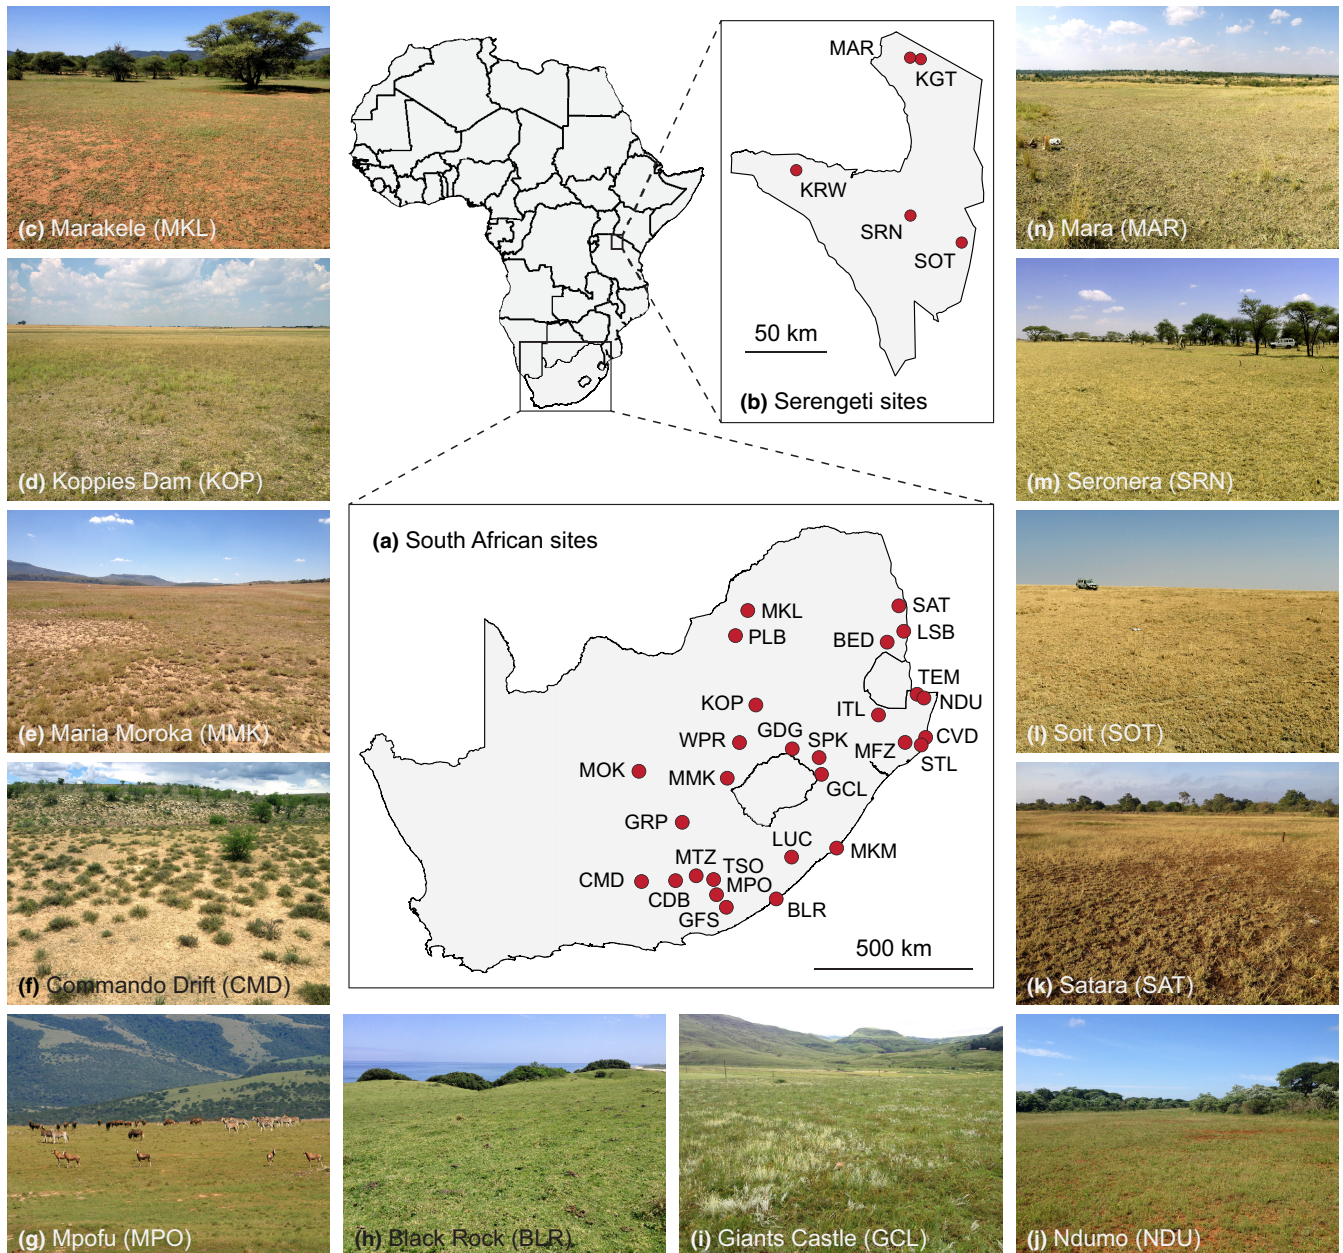 (c) Marakele (MKL)
(d) Koppies Dam (KOP)
(e) Maria Moroka (MMK)
(f) Commando Drift (CMD)
(g) Mpofu (MPO)
(h) Black Rock (BLR)
(i) Giants Castle (GCL)
(j) Ndumo (NDU)
(k) Satara (SAT)
(l) Soit (SOT)
(m) Seronera (SRN)
(n) Mara (MAR)
MAR
KGT
KRW
SRN
SOT
50 km
(b) Serengeti sites
(a) South African sites
MKL
PLB
SAT
LSB
BED
TEM
NDU
KOP
ITL
WPR
GDG
SPK
MFZ
CVD
STL
MOK
MMK
GCL
GRP
LUC
MKM
MTZ
TSO
CMD
CDB
MPO
GFS
BLR
500 km